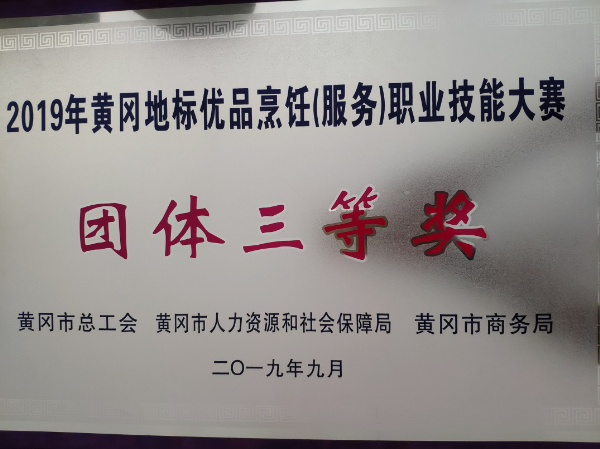 2019年黄冈地标优品烹饪(服务)职业技能大赛
团体三等奖
黄冈市总工会 黄冈市人力资源和社会保障局 黄冈市商务局
二〇一九年九月